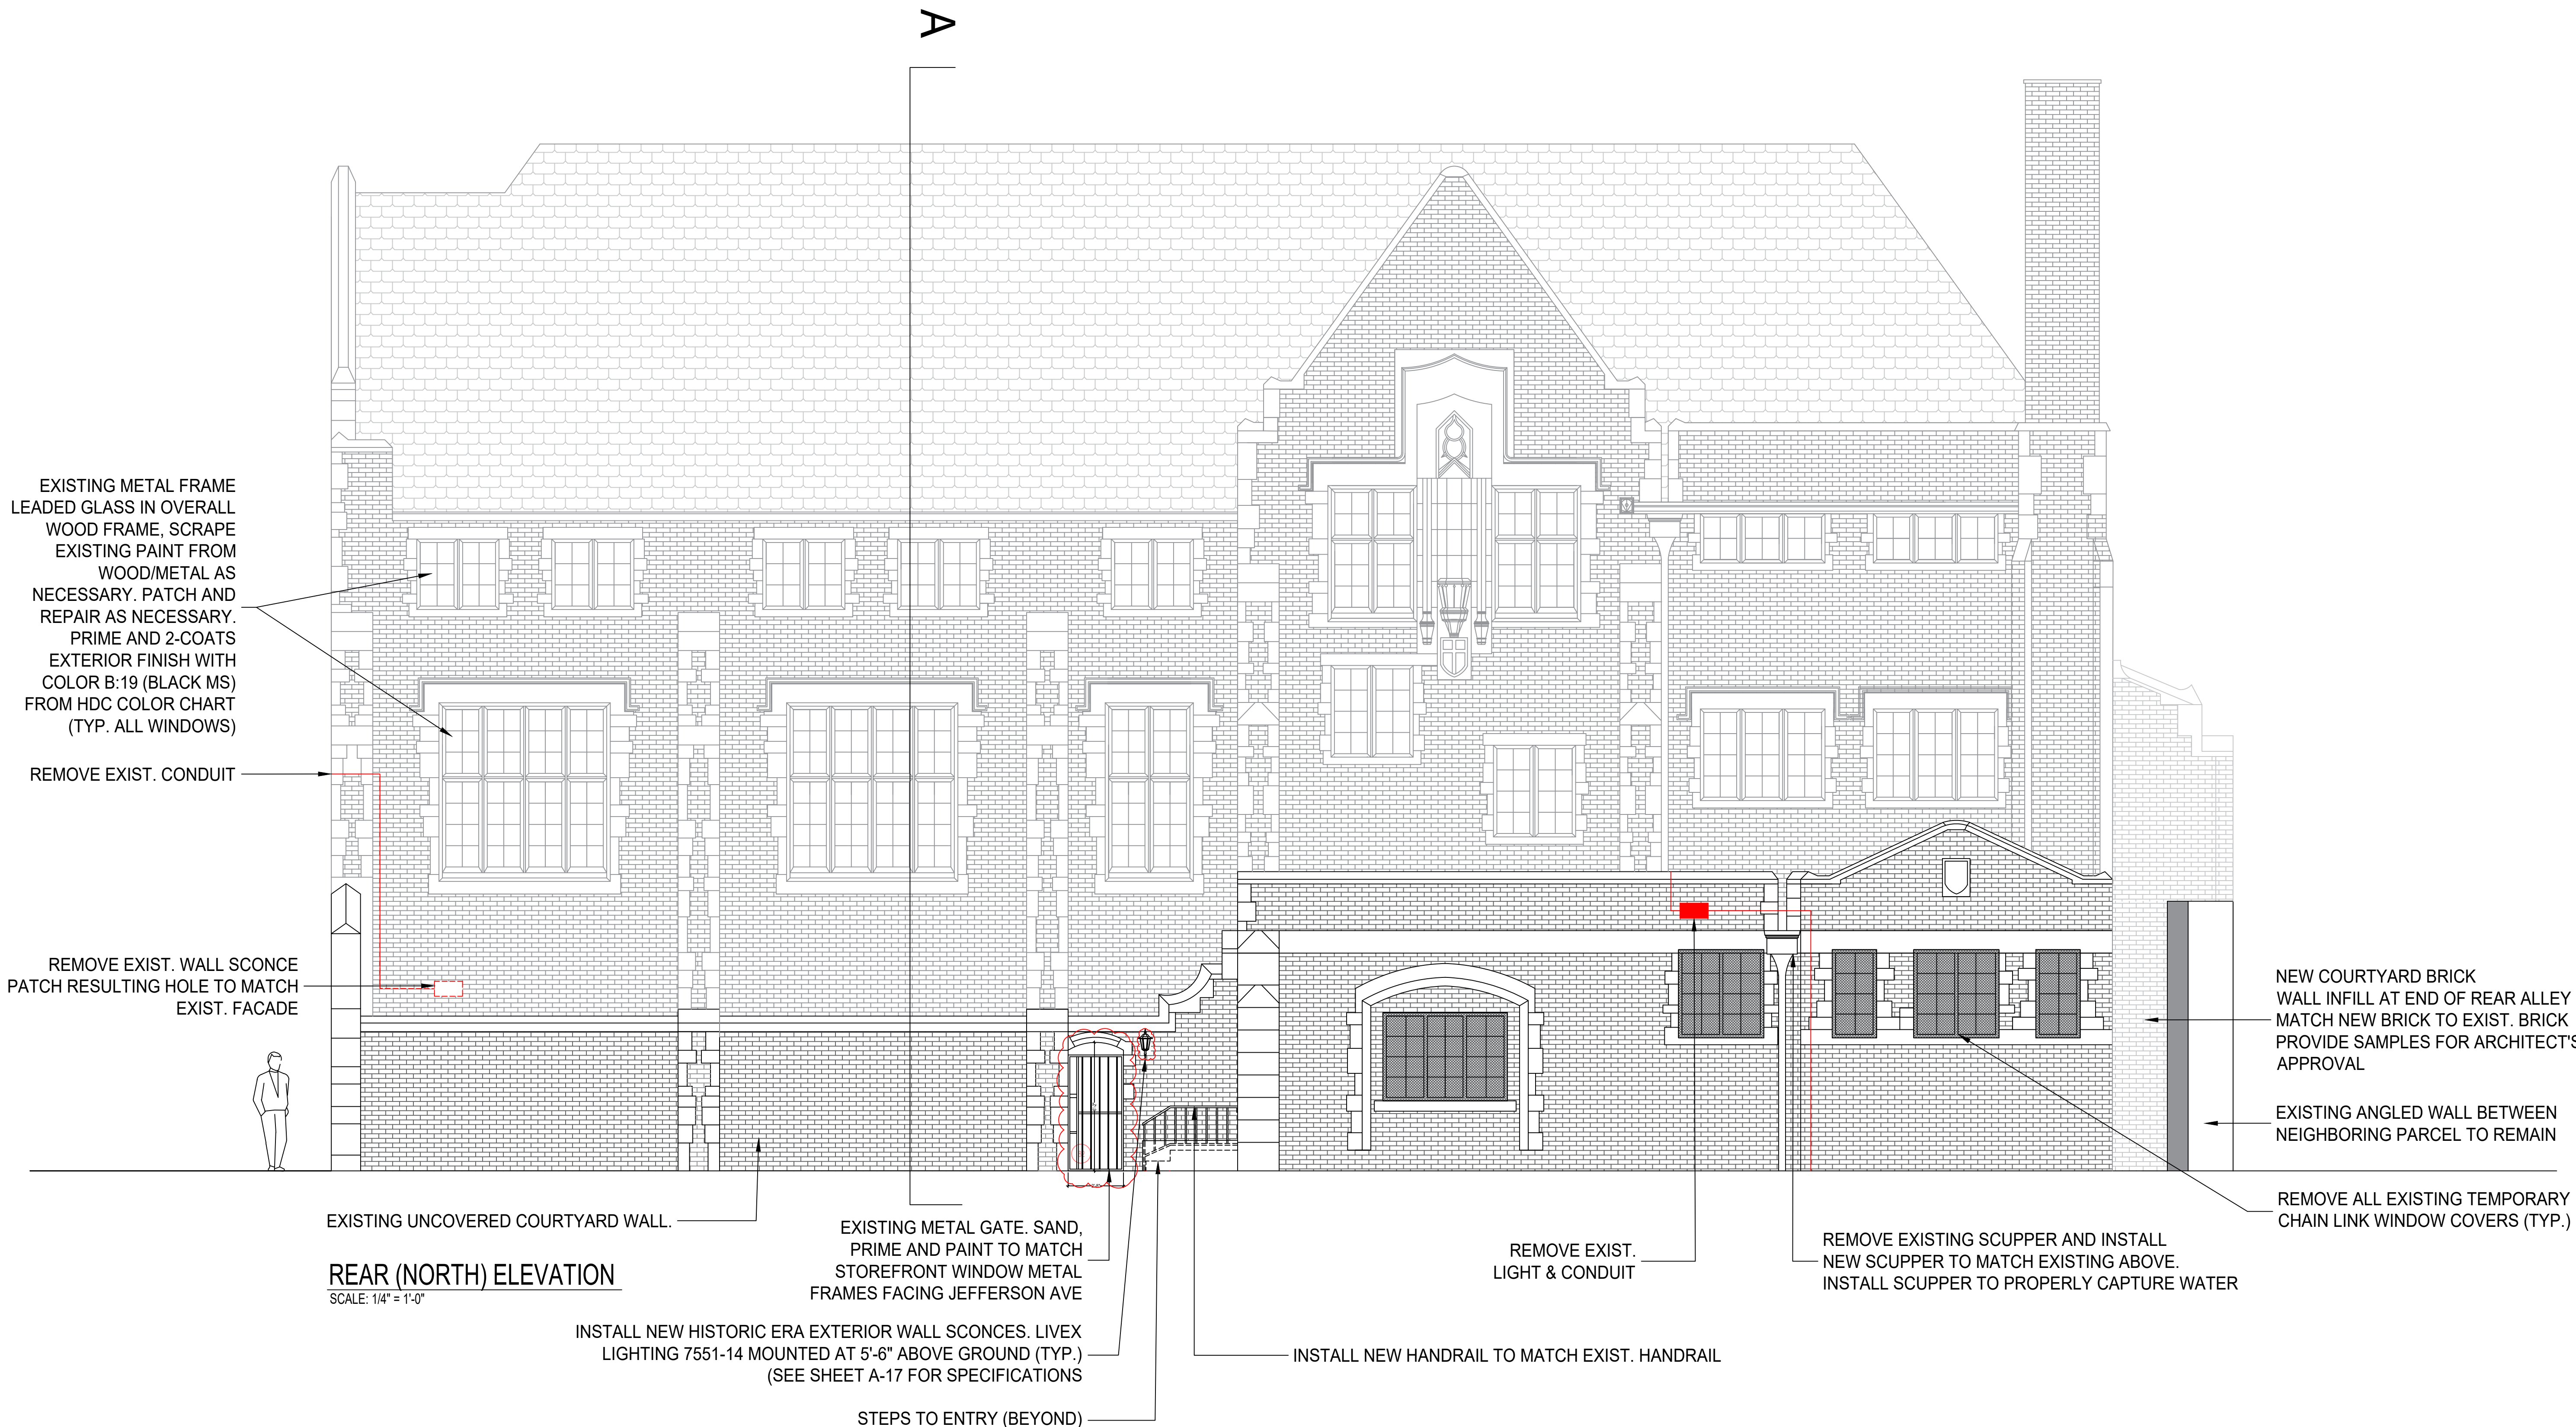 A
EXISTING METAL FRAME
LEADED GLASS IN OVERALL
WOOD FRAME, SCRAPE
EXISTING PAINT FROM
WOOD/METAL AS
NECESSARY. PATCH AND
REPAIR AS NECESSARY.
PRIME AND 2-COATS
EXTERIOR FINISH WITH
COLOR B:19 (BLACK MS)
FROM HDC COLOR CHART
(TYP. ALL WINDOWS)
REMOVE EXIST. CONDUIT
REMOVE EXIST. WALL SCONCE
PATCH RESULTING HOLE TO MATCH
EXIST. FACADE
NEW COURTYARD BRICK
WALL INFILL AT END OF REAR ALLEY
MATCH NEW BRICK TO EXIST. BRICK
PROVIDE SAMPLES FOR ARCHITECT'S
APPROVAL
EXISTING ANGLED WALL BETWEEN
NEIGHBORING PARCEL TO REMAIN
REMOVE ALL EXISTING TEMPORARY
CHAIN LINK WINDOW COVERS (TYP.)
EXISTING UNCOVERED COURTYARD WALL.
EXISTING METAL GATE. SAND,
PRIME AND PAINT TO MATCH
STOREFRONT WINDOW METAL
FRAMES FACING JEFFERSON AVE
REMOVE EXIST.
LIGHT & CONDUIT
REMOVE EXISTING SCUPPER AND INSTALL
NEW SCUPPER TO MATCH EXISTING ABOVE.
INSTALL SCUPPER TO PROPERLY CAPTURE WATER
REAR (NORTH) ELEVATION
SCALE: 1/4" = 1'-0"
INSTALL NEW HISTORIC ERA EXTERIOR WALL SCONCES. LIVEX
LIGHTING 7551-14 MOUNTED AT 5'-6" ABOVE GROUND (TYP.)
(SEE SHEET A-17 FOR SPECIFICATIONS
INSTALL NEW HANDRAIL TO MATCH EXIST. HANDRAIL
STEPS TO ENTRY (BEYOND)